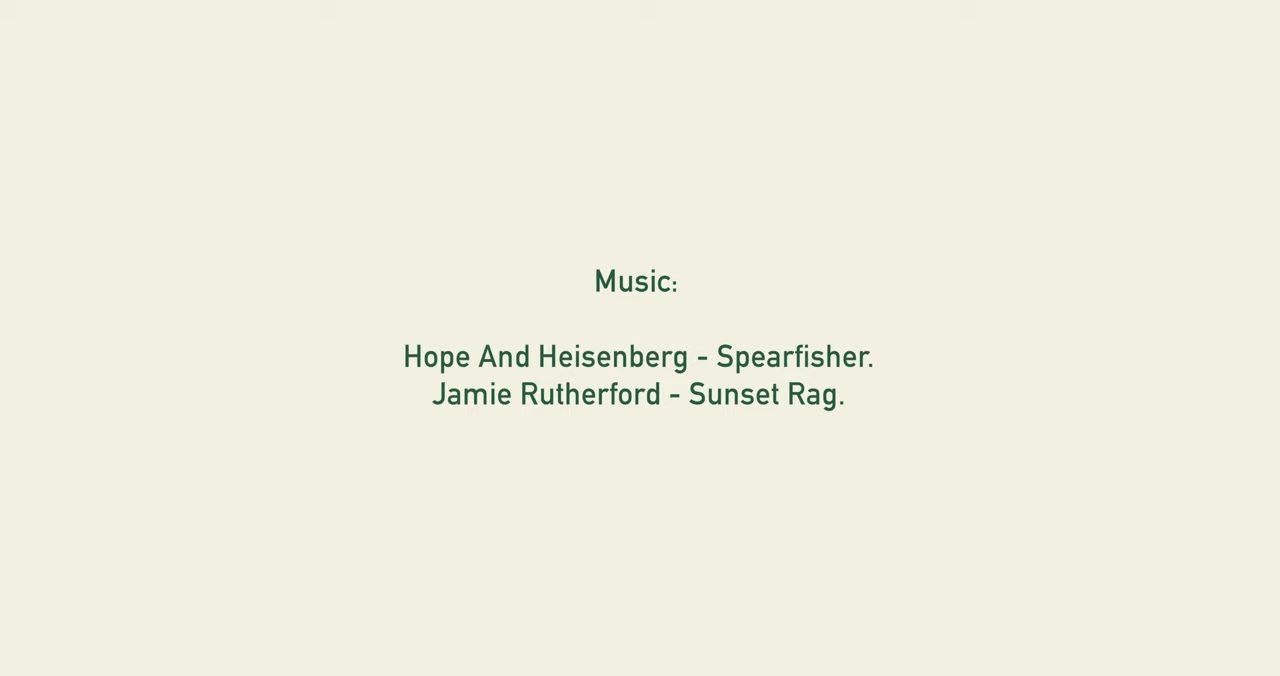 Music:
Hope And Heisenberg - Spearfisher.
Jamie Rutherford - Sunset Rag.